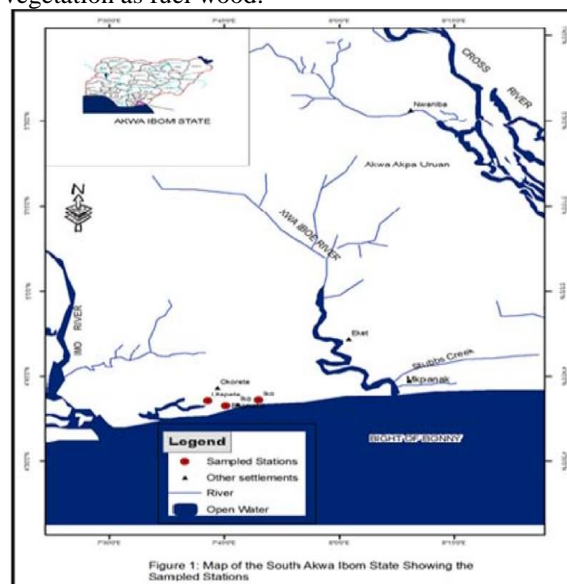 vegetation as fuel wood.
AKWA IBOM STATE
CROSS RIVER
Nwaniba
Akwa Akpa Uruan
N
KWA IBOE RIVER
IMO RIVER
Eket
Stubbs Creek
Mkpanak
Okorete
Iko
BIGHT OF BONNY
Legend
Sampled Stations
Other settlements
River
Open Water
Figure 1: Map of the South Akwa Ibom State Showing the
Sampled Stations